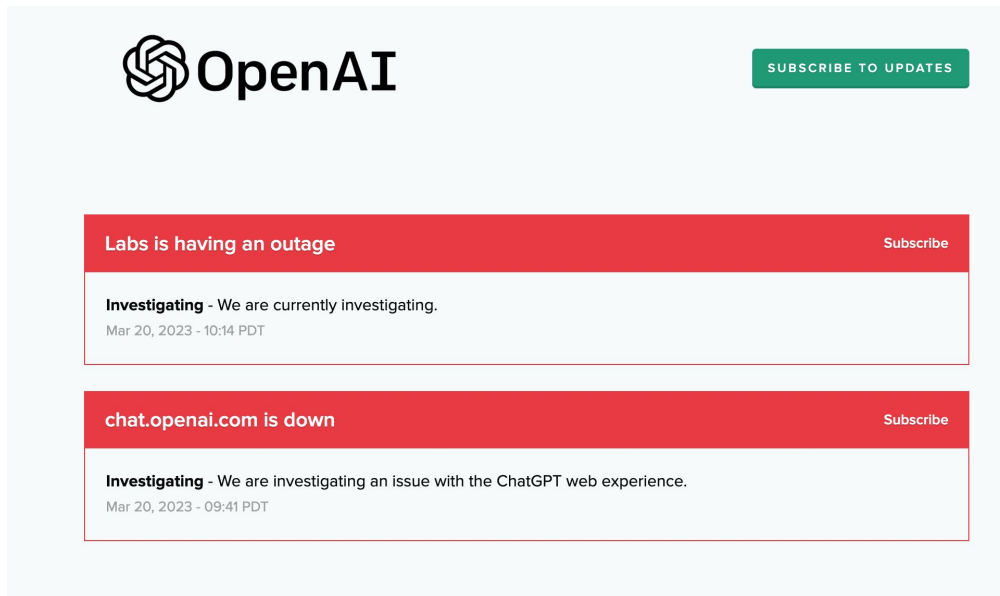 OpenAI
SUBSCRIBE TO UPDATES
Labs is having an outage
Subscribe
Investigating - We are currently investigating.
Mar 20, 2023 - 10:14 PDT
chat.openai.com is down
Subscribe
Investigating - We are investigating an issue with the ChatGPT web experience.
Mar 20, 2023 - 09:41 PDT